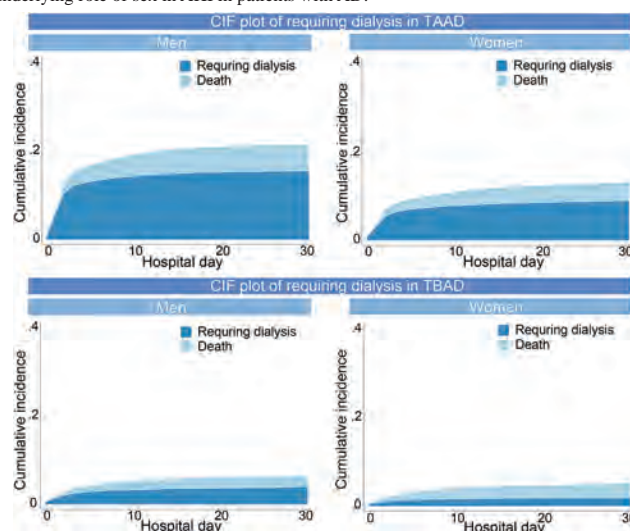 CIF plot of requiring dialysis in TAAD
Men
Women
.4
Requring dialysis
Death
.2
0
Cumulative incidence
0 10 20 30
Hospital day
.4
Requring dialysis
Death
.2
0
Cumulative incidence
0 10 20 30
Hospital day
CIF plot of requiring dialysis in TBAD
Men
Women
.4
Requring dialysis
Death
.2
0
Cumulative incidence
0 10 20 30
Hospital day
.4
Requring dialysis
Death
.2
0
Cumulative incidence
0 10 20 30
Hospital day